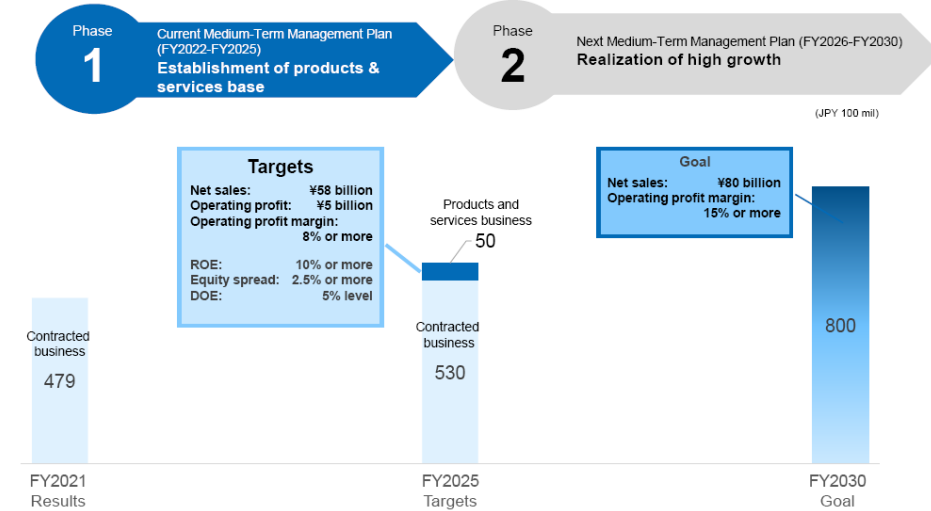 Phase
1
Current Medium-Term Management Plan
(FY2022-FY2025)
Establishment of products &
services base
Phase
2
Next Medium-Term Management Plan (FY2026-FY2030)
Realization of high growth
(JPY 100 mil)
Targets
Net sales: ¥58 billion
Operating profit: ¥5 billion
Operating profit margin:
8% or more
ROE: 10% or more
Equity spread: 2.5% or more
DOE: 5% level
Products and
services business
50
Goal
Net sales: ¥80 billion
Operating profit margin:
15% or more
Contracted
business
479
Contracted
business
530
800
FY2021
Results
FY2025
Targets
FY2030
Goal